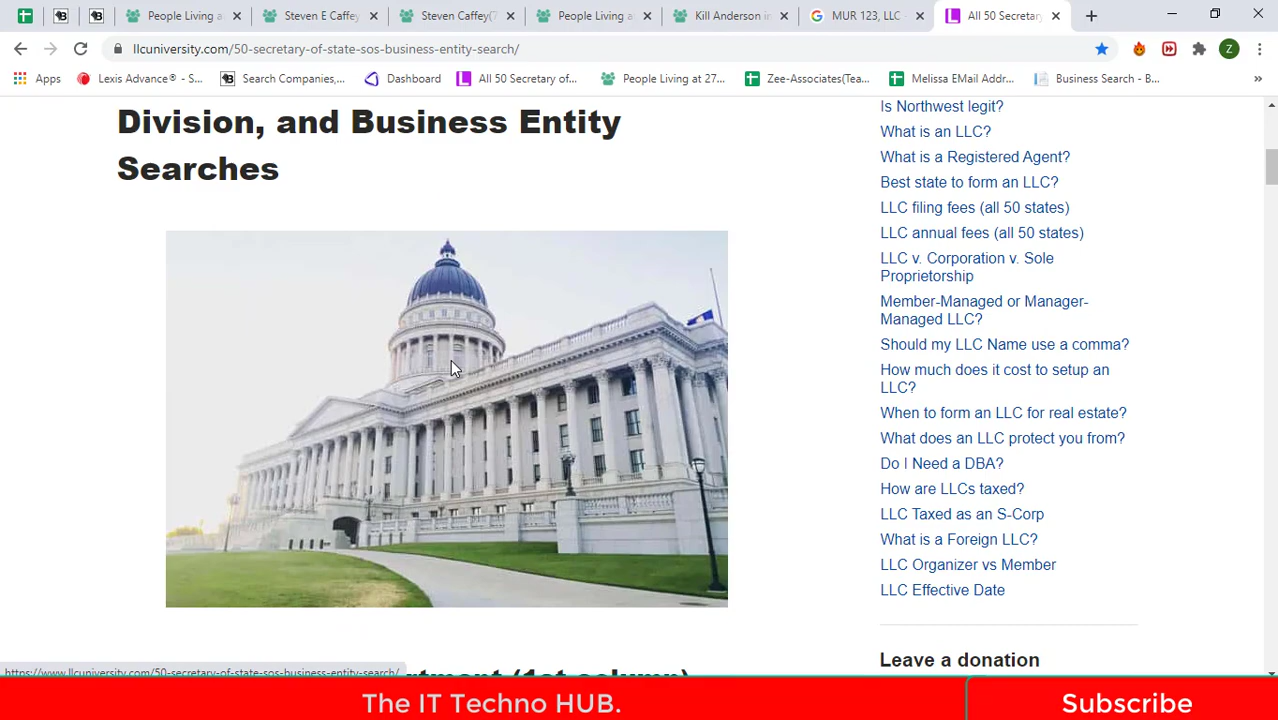 People Living a
Steven E Caffey
Steven Caffey(7
People Living a
Kill Anderson in
MUR 123, LLC -
All 50 Secretar
llcuniversity.com/50-secretary-of-state-sos-business-entity-search/
Z
Apps
Lexis Advance® - S...
Search Companies,...
Dashboard
All 50 Secretary of...
People Living at 27...
Zee-Associates(Tea...
Melissa EMail Addr...
Business Search - B...
»
Division, and Business Entity
Searches
Is Northwest legit?
What is an LLC?
What is a Registered Agent?
Best state to form an LLC?
LLC filing fees (all 50 states)
LLC annual fees (all 50 states)
LLC v. Corporation v. Sole
Proprietorship
Member-Managed or Manager-
Managed LLC?
Should my LLC Name use a comma?
How much does it cost to setup an
LLC?
When to form an LLC for real estate?
What does an LLC protect you from?
Do I Need a DBA?
How are LLCs taxed?
LLC Taxed as an S-Corp
What is a Foreign LLC?
LLC Organizer vs Member
LLC Effective Date
Leave a donation
https://www.llcuniversity.com/50-secretary-of-state-sos-business-entity-search/
rtment (1st column)
The IT Techno HUB.
Subscribe